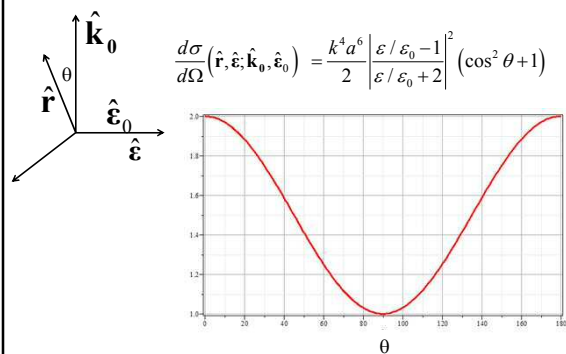 k̂₀
θ
r̂
ε̂₀
ε̂
dσ/dΩ (r̂, ε̂; k̂₀, ε̂₀) = k⁴a⁶/2 |ε/ε₀ −1 / ε/ε₀ +2|² (cos² θ +1)
2.0
1.8
1.6
1.4
1.2
1.0
0 20 40 60 80 100 120 140 160 180
θ